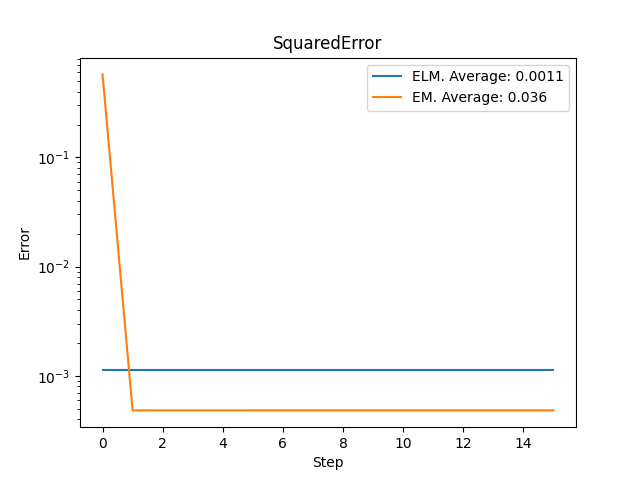 SquaredError
ELM. Average: 0.0011
EM. Average: 0.036
Error
10⁻¹
10⁻²
10⁻³
0 2 4 6 8 10 12 14
Step